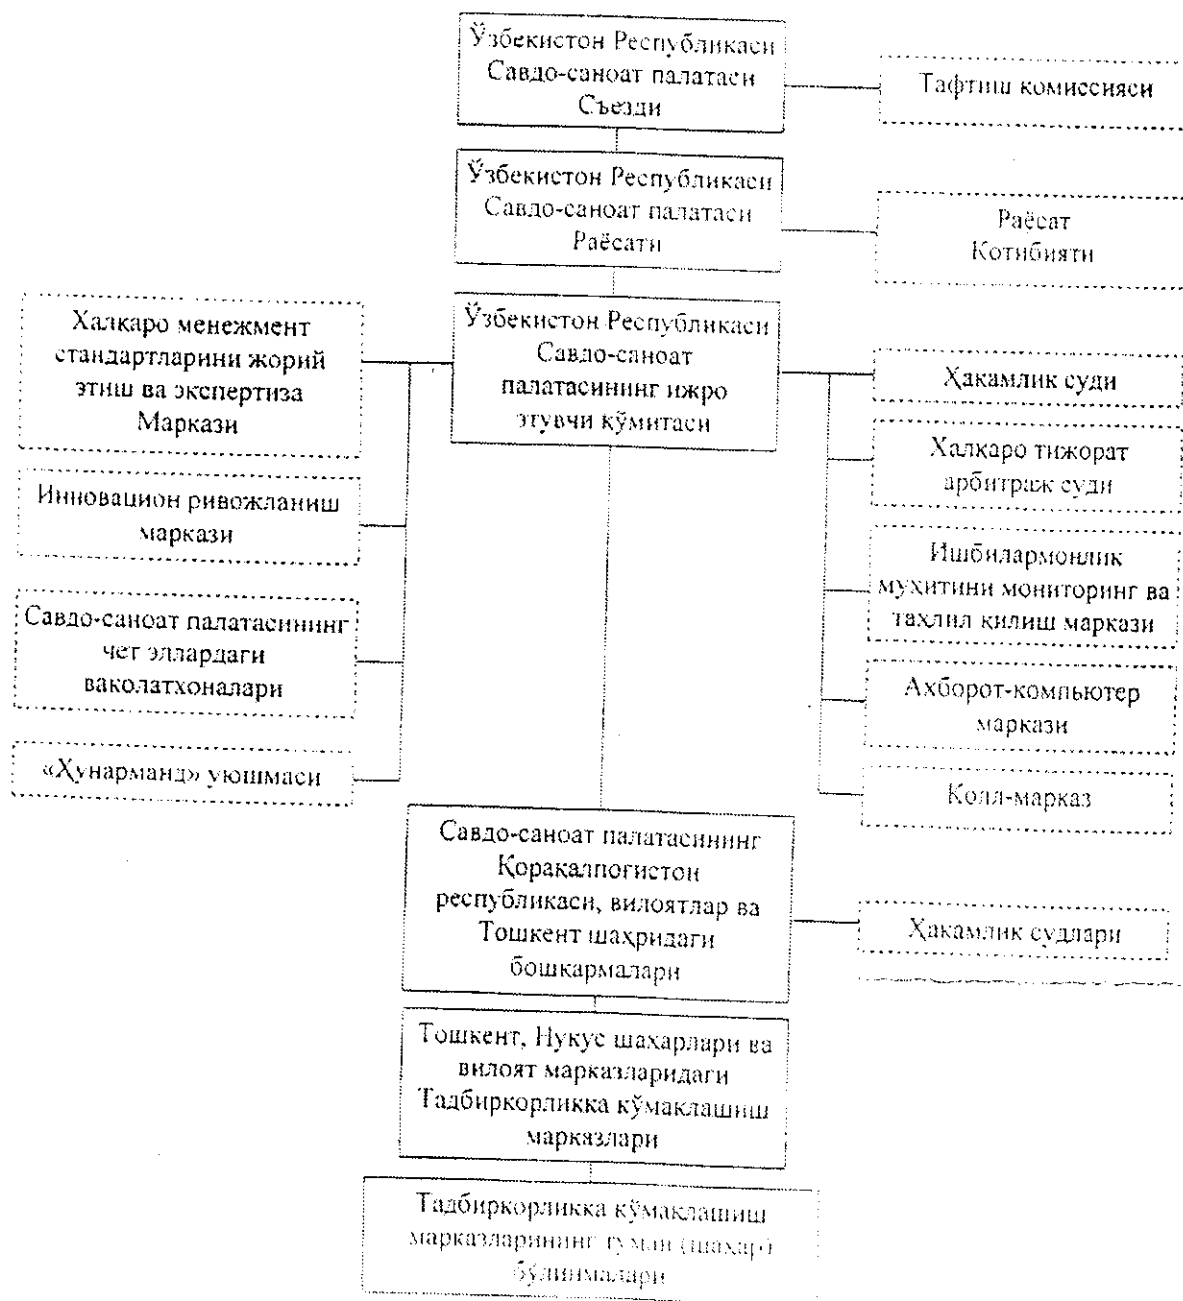 Ўзбекистон Республикаси
Савдо-саноат палатаси
Съезди
Тафтиш комиссияси
Ўзбекистон Республикаси
Савдо-саноат палатаси
Раёсати
Раёсат
Котибияти
Халқаро менежмент
стандартларини жорий
этиш ва экспертиза
Маркази
Ўзбекистон Республикаси
Савдо-саноат
палатасининг ижро
этувчи қўмитаси
Ҳакамлик суди
Халқаро тижорат
арбитраж суди
Инновацион ривожланиш
маркази
Ишбилармонлик
муҳитини мониторинг ва
таҳлил қилиш маркази
Савдо-саноат палатасининг
чет эллардаги
ваколатхоналари
Ахборот-компьютер
маркази
«Ҳунарманд» уюшмаси
Колл-марказ
Савдо-саноат палатасининг
Қорақалпоғистон
республикаси, вилоятлар ва
Тошкент шаҳридаги
бошқармалари
Ҳакамлик судлари
Тошкент, Нукус шаҳарлари ва
вилоят марказларидаги
Тадбиркорликка кўмаклашиш
марказлари
Тадбиркорликка кўмаклашиш
марказларининг туман (шаҳар)
бўлинмалари